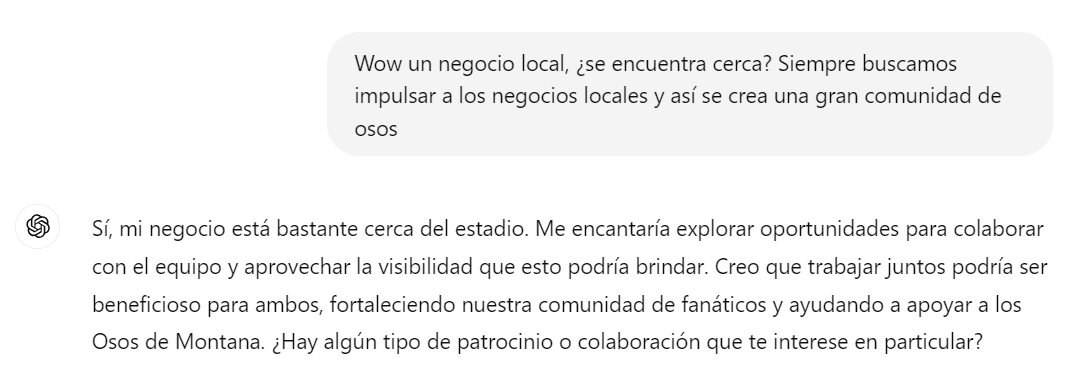 Wow un negocio local, ¿se encuentra cerca? Siempre buscamos
impulsar a los negocios locales y así se crea una gran comunidad de
osos
Sí, mi negocio está bastante cerca del estadio. Me encantaría explorar oportunidades para colaborar
con el equipo y aprovechar la visibilidad que esto podría brindar. Creo que trabajar juntos podría ser
beneficioso para ambos, fortaleciendo nuestra comunidad de fanáticos y ayudando a apoyar a los
Osos de Montana. ¿Hay algún tipo de patrocinio o colaboración que te interese en particular?